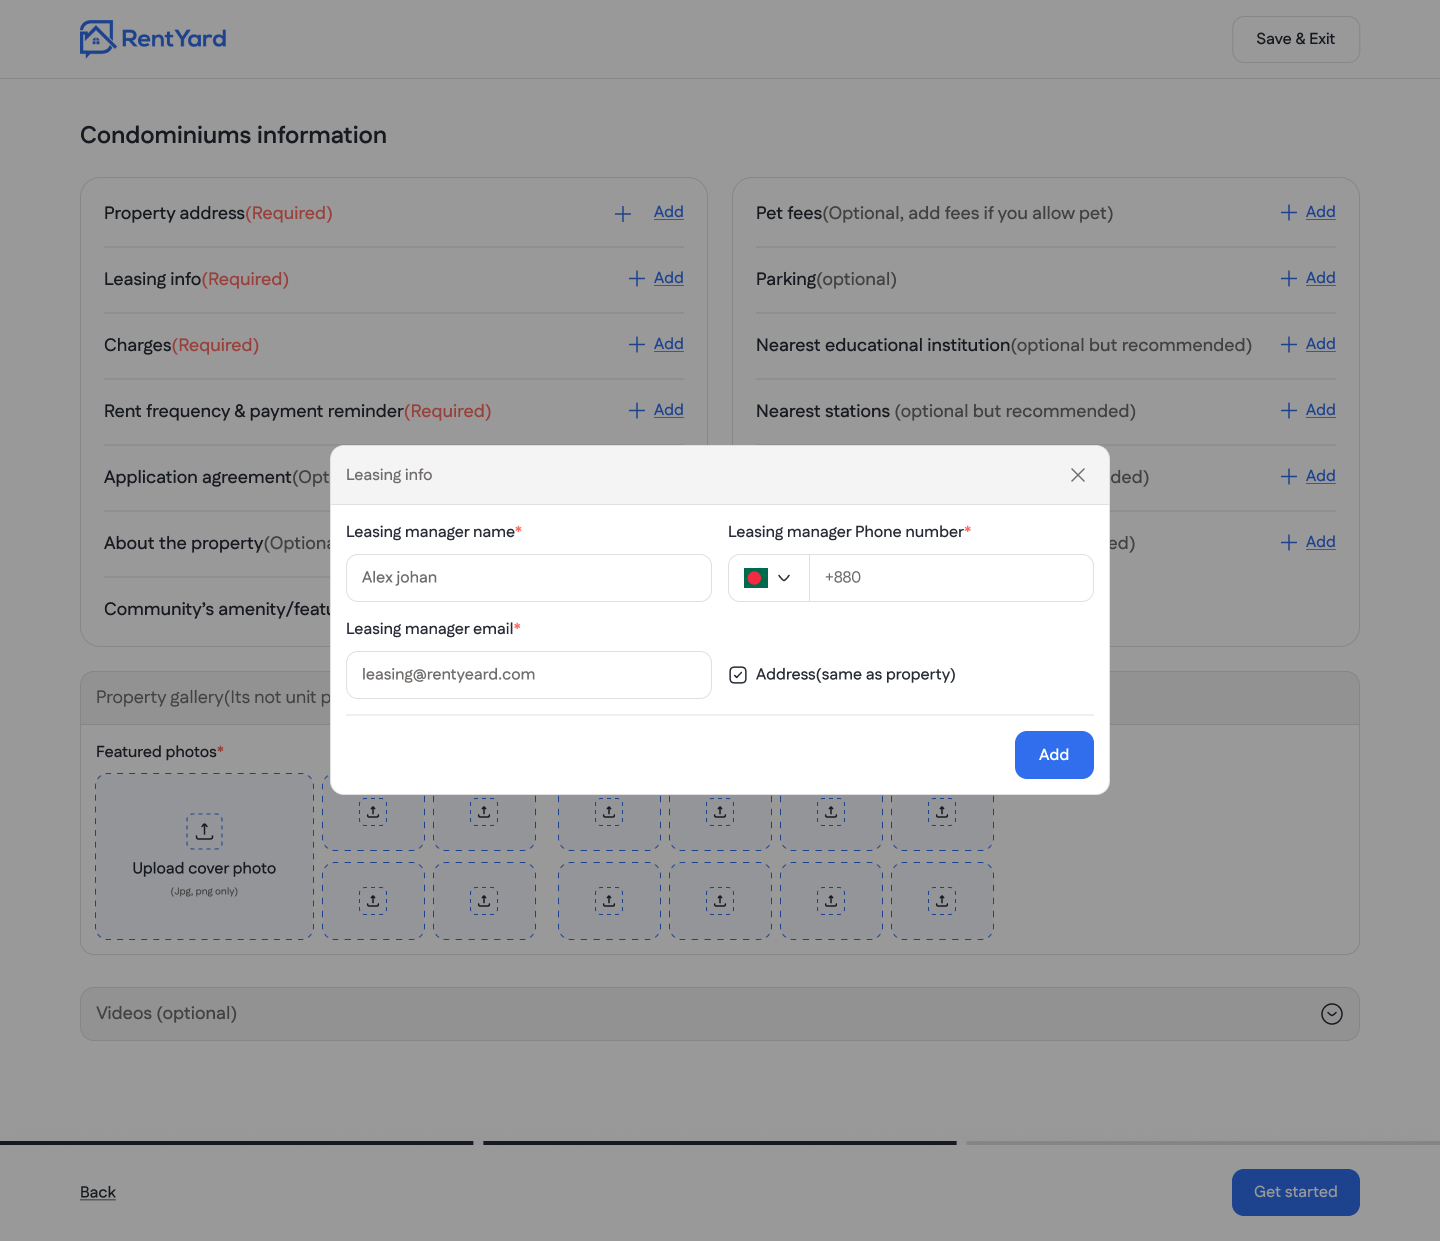 RentYard
Save & Exit
Condominiums information
Property address(Required)
Add
Leasing info(Required)
Add
Charges(Required)
Add
Rent frequency & payment reminder(Required)
Add
Application agreement(Opt
About the property(Optiona
Community's amenity/featu
Pet fees(Optional, add fees if you allow pet)
Add
Parking(optional)
Add
Nearest educational institution(optional but recommended)
Add
Nearest stations (optional but recommended)
Add
ded)
Add
d)
Add
Leasing info
Leasing manager name*
Alex johan
Leasing manager Phone number*
+880
Leasing manager email*
leasing@rentyeard.com
Address(same as property)
Add
Property gallery(Its not unit p
Featured photos*
Upload cover photo
(Jpg, png only)
Videos (optional)
Back
Get started